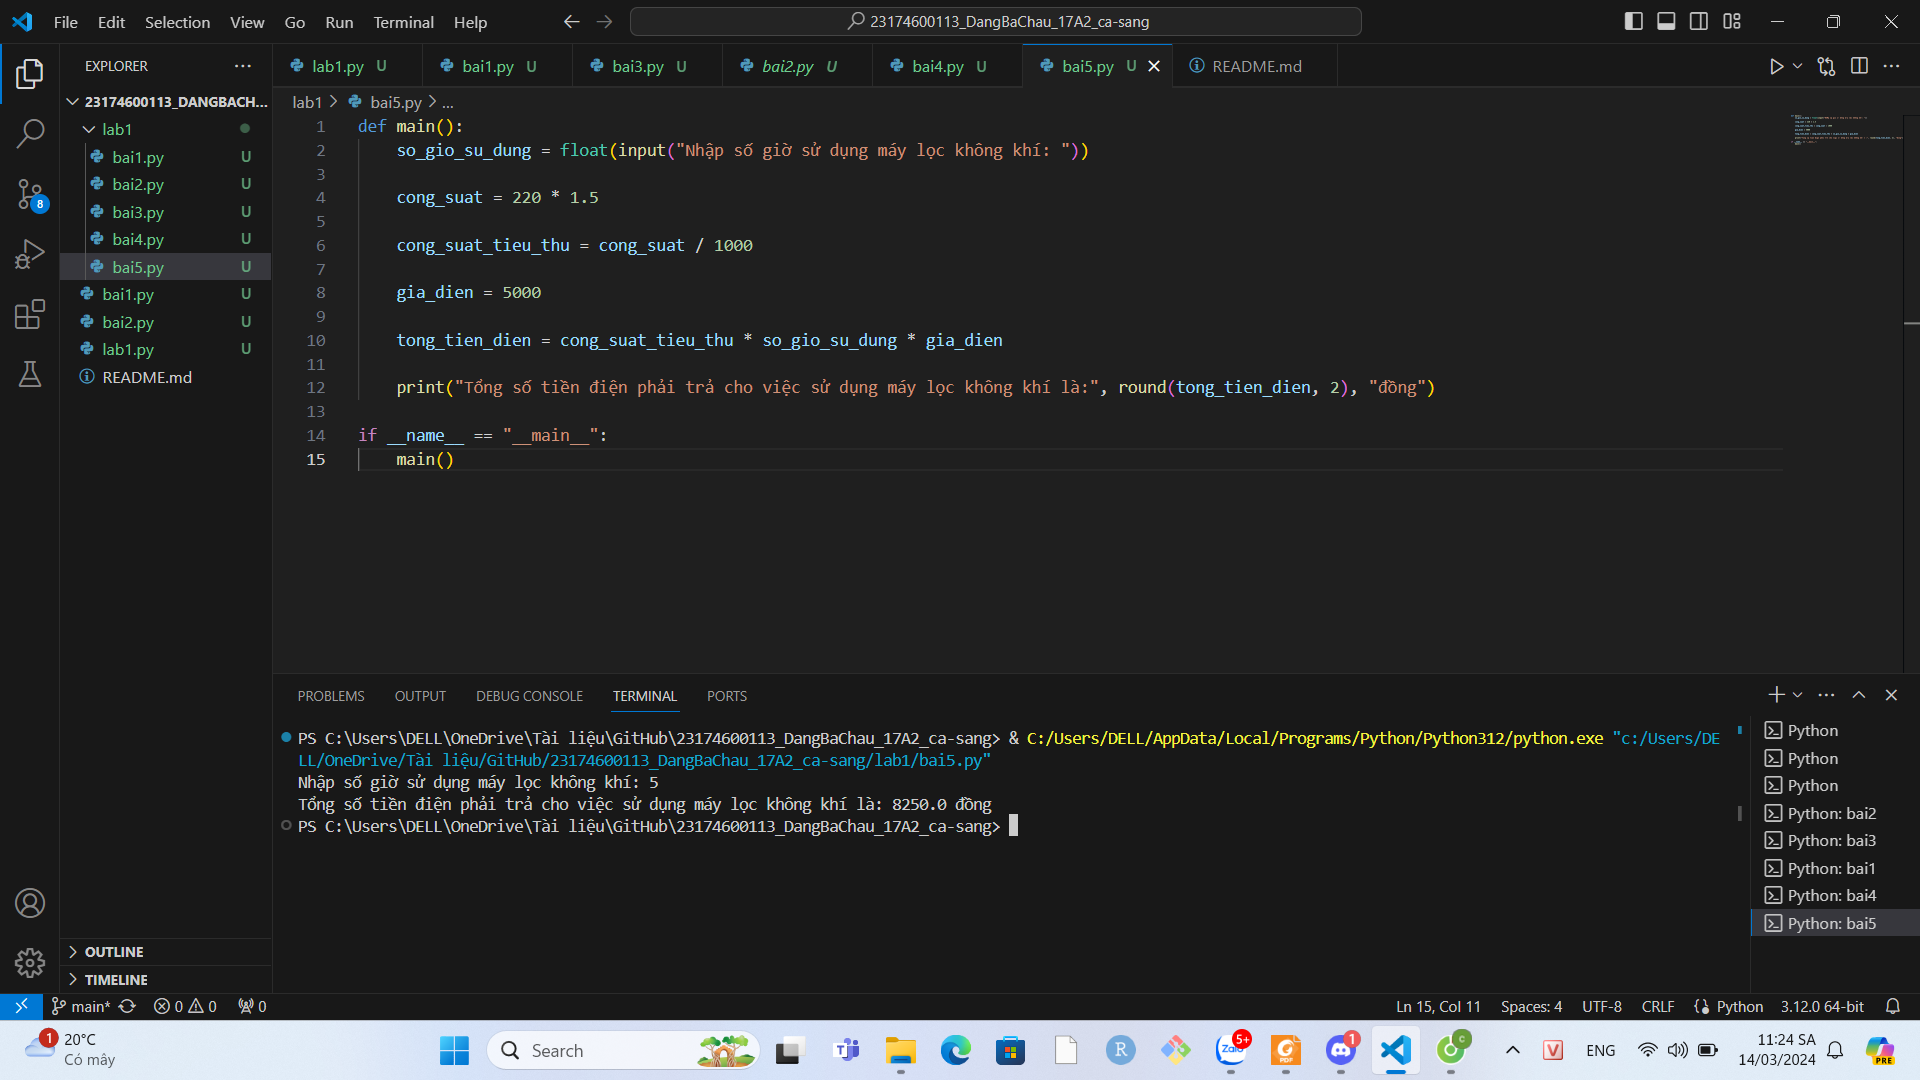 File Edit Selection View Go Run Terminal Help
23174600113_DangBaChau_17A2_ca-sang
EXPLORER
23174600113_DANGBACH...
lab1
bai1.py U
bai2.py U
bai3.py U
bai4.py U
bai5.py U
bai1.py U
bai2.py U
lab1.py U
README.md
OUTLINE
TIMELINE
8
lab1.py U bai1.py U bai3.py U bai2.py U bai4.py U bai5.py U README.md
lab1 > bai5.py > ...
1 def main():
2 so_gio_su_dung = float(input("Nhập số giờ sử dụng máy lọc không khí: "))
3
4 cong_suat = 220 * 1.5
5
6 cong_suat_tieu_thu = cong_suat / 1000
7
8 gia_dien = 5000
9
10 tong_tien_dien = cong_suat_tieu_thu * so_gio_su_dung * gia_dien
11
12 print("Tổng số tiền điện phải trả cho việc sử dụng máy lọc không khí là:", round(tong_tien_dien, 2), "đồng")
13
14 if __name__ == "__main__":
15 main()
PROBLEMS OUTPUT DEBUG CONSOLE TERMINAL PORTS
PS C:\Users\DELL\OneDrive\Tài liệu\GitHub\23174600113_DangBaChau_17A2_ca-sang> & C:/Users/DELL/AppData/Local/Programs/Python/Python312/python.exe "c:/Users/DE
LL/OneDrive/Tài liệu/GitHub/23174600113_DangBaChau_17A2_ca-sang/lab1/bai5.py"
Nhập số giờ sử dụng máy lọc không khí: 5
Tổng số tiền điện phải trả cho việc sử dụng máy lọc không khí là: 8250.0 đồng
PS C:\Users\DELL\OneDrive\Tài liệu\GitHub\23174600113_DangBaChau_17A2_ca-sang>
Python
Python
Python
Python: bai2
Python: bai3
Python: bai1
Python: bai4
Python: bai5
main* 0 0 0 Ln 15, Col 11 Spaces: 4 UTF-8 CRLF Python 3.12.0 64-bit
1
20°C
Có mây
Search
Zalo 5+
PDF
R
1
C
V
ENG
11:24 SA
14/03/2024
PRE